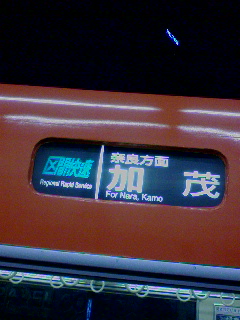 区間快速
Regional Rapid Service
奈良方面
加茂
For Nara, Kamo